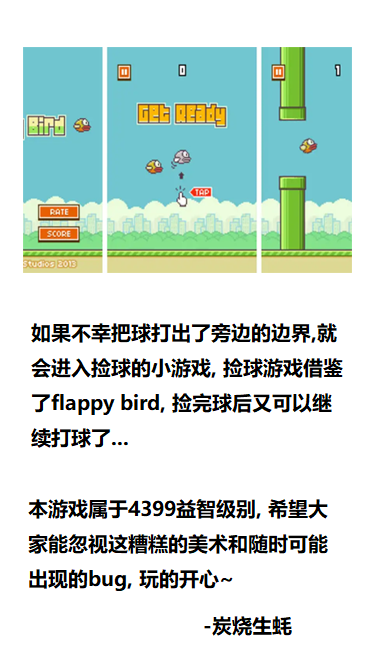 Bird
RATE
SCORE
Studios 2013
0
Get Ready
TAP
1
如果不幸把球打出了旁边的边界,就
会进入捡球的小游戏, 捡球游戏借鉴
了flappy bird, 捡完球后又可以继
续打球了...
本游戏属于4399益智级别, 希望大
家能忽视这糟糕的美术和随时可能
出现的bug, 玩的开心~
-炭烧生蚝